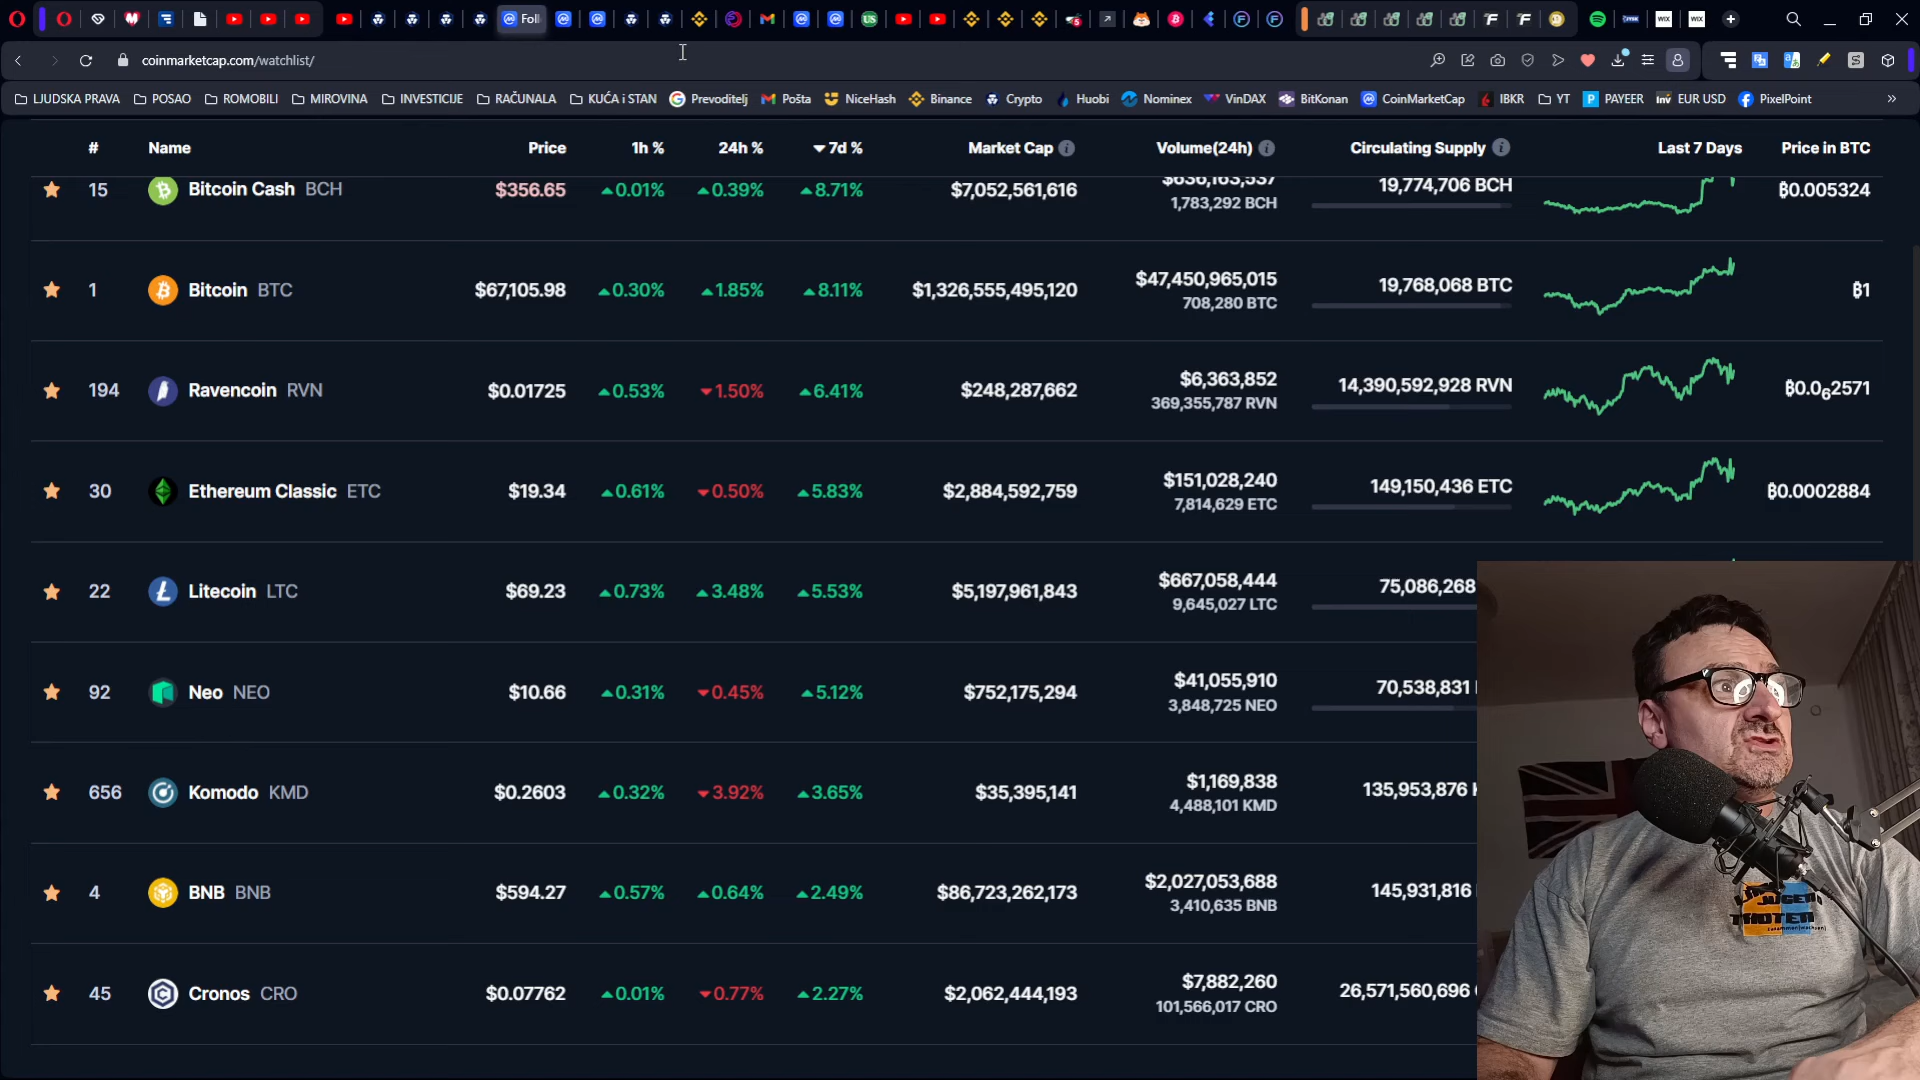 Foll
coinmarketcap.com/watchlist/
LJUDSKA PRAVA POSAO ROMOBILI MIROVINA INVESTICIJE RAČUNALA KUĆA i STAN Prevoditelj Pošta NiceHash Binance Crypto Huobi Nominex VinDAX BitKonan CoinMarketCap IBKR YT PAYEER EUR USD PixelPoint
# Name Price 1h % 24h % 7d % Market Cap Volume(24h) Circulating Supply Last 7 Days Price in BTC
15 Bitcoin Cash BCH $356.65 0.01% 0.39% 8.71% $7,052,561,616 $636,163,537 19,774,706 BCH ₿0.005324
1,783,292 BCH
1 Bitcoin BTC $67,105.98 0.30% 1.85% 8.11% $1,326,555,495,120 $47,450,965,015 19,768,068 BTC ₿1
708,280 BTC
194 Ravencoin RVN $0.01725 0.53% 1.50% 6.41% $248,287,662 $6,363,852 14,390,592,928 RVN ₿0.0₆2571
369,355,787 RVN
30 Ethereum Classic ETC $19.34 0.61% 0.50% 5.83% $2,884,592,759 $151,028,240 149,150,436 ETC ₿0.0002884
7,814,629 ETC
22 Litecoin LTC $69.23 0.73% 3.48% 5.53% $5,197,961,843 $667,058,444 75,086,268
9,645,027 LTC
92 Neo NEO $10.66 0.31% 0.45% 5.12% $752,175,294 $41,055,910 70,538,831
3,848,725 NEO
656 Komodo KMD $0.2603 0.32% 3.92% 3.65% $35,395,141 $1,169,838 135,953,876
4,488,101 KMD
4 BNB BNB $594.27 0.57% 0.64% 2.49% $86,723,262,173 $2,027,053,688 145,931,816
3,410,635 BNB
45 Cronos CRO $0.07762 0.01% 0.77% 2.27% $2,062,444,193 $7,882,260 26,571,560,696
101,566,017 CRO